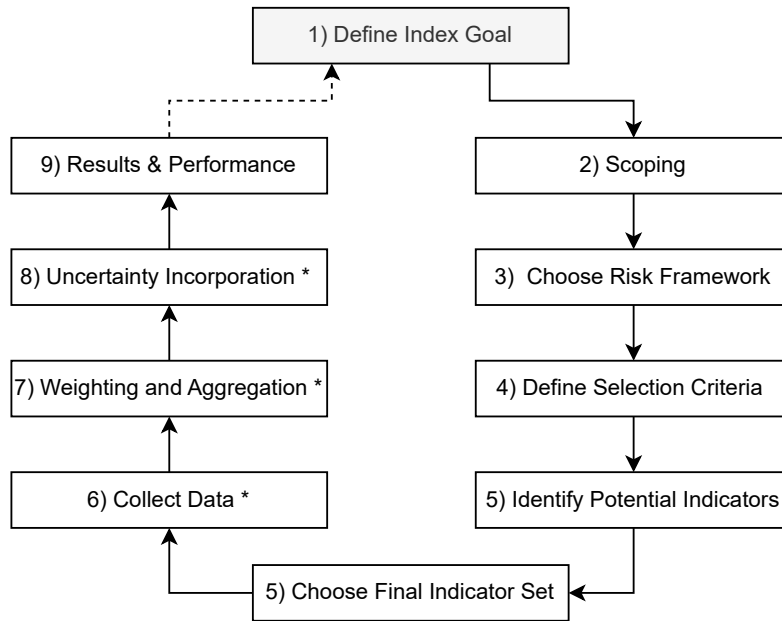 1) Define Index Goal
2) Scoping
3) Choose Risk Framework
4) Define Selection Criteria
5) Identify Potential Indicators
5) Choose Final Indicator Set
6) Collect Data *
7) Weighting and Aggregation *
8) Uncertainty Incorporation *
9) Results & Performance